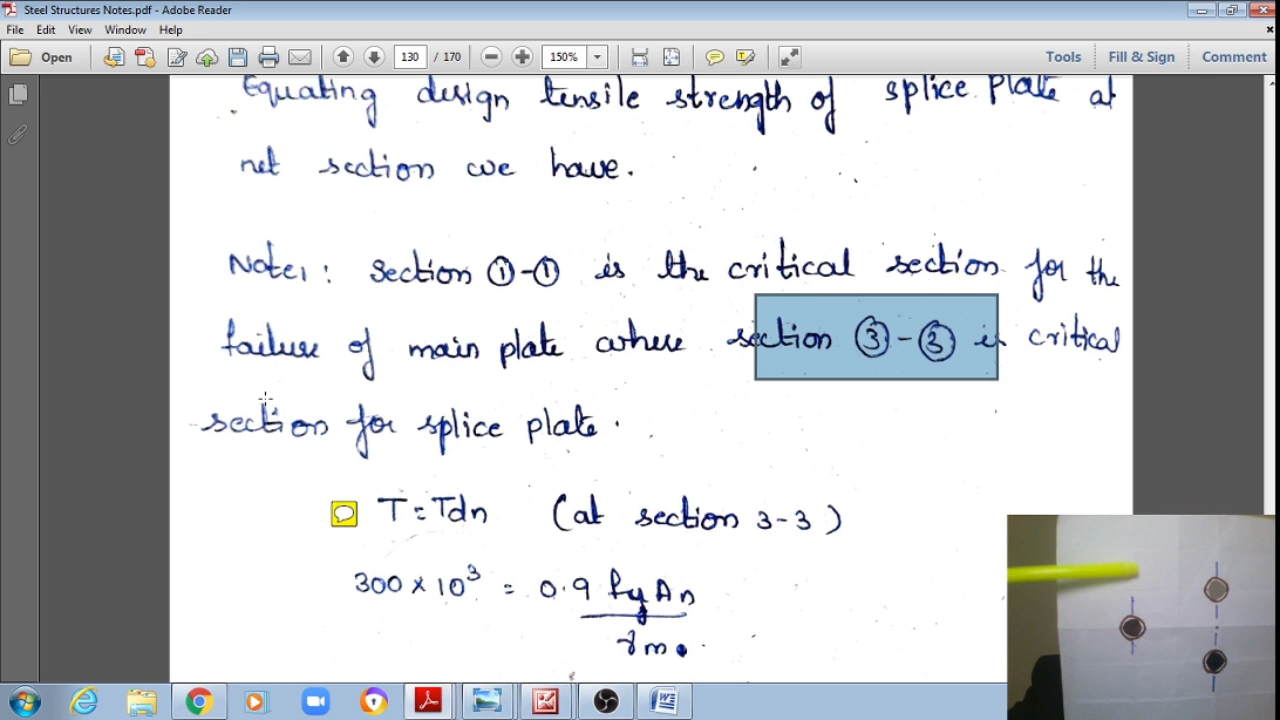 Steel Structures Notes.pdf - Adobe Reader
File Edit View Window Help
Open 130 / 170 150% Tools Fill & Sign Comment
Equating design tensile strength of splice plate at
net section we have.
Note1: section ①-① is the critical section for the
failure of main plate where section ③-③ is critical
section for splice plate.
T = Tdn (at section 3-3)
300 × 10³ = 0.9 fy An
γm0